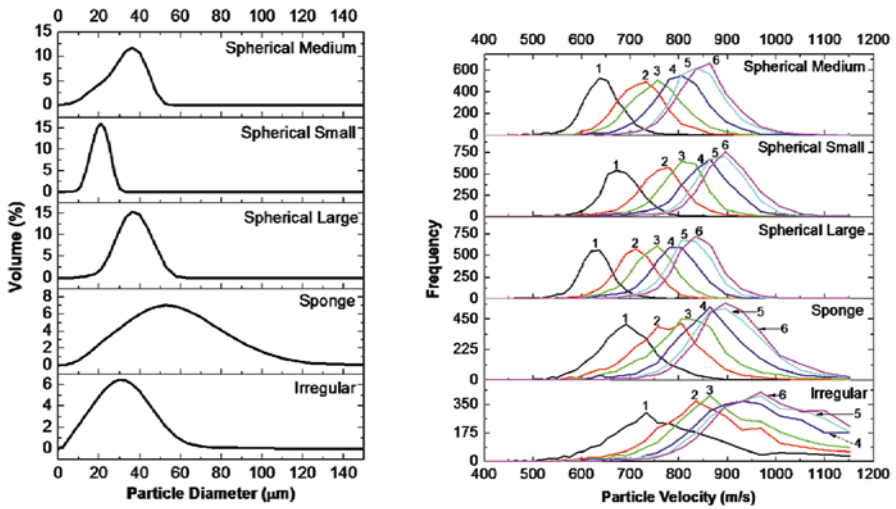 0 20 40 60 80 100 120 140
15
10
5
0
Spherical Medium
15
10
5
0
Spherical Small
15
10
5
0
Spherical Large
8
6
4
2
0
Sponge
8
6
4
2
0
Irregular
0 20 40 60 80 100 120 140
Particle Diameter (μm)
Volume (%)
400 500 600 700 800 900 1000 1100 1200
600
400
200
0
1 2 3 4 5 6
Spherical Medium
750
500
250
0
1 2 3 4 5 6
Spherical Small
750
500
250
0
1 2 3 4 5 6
Spherical Large
450
225
0
1 2 3 4 5 6
Sponge
350
175
0
1 2 3 6 5 4
Irregular
400 500 600 700 800 900 1000 1100 1200
Particle Velocity (m/s)
Frequency